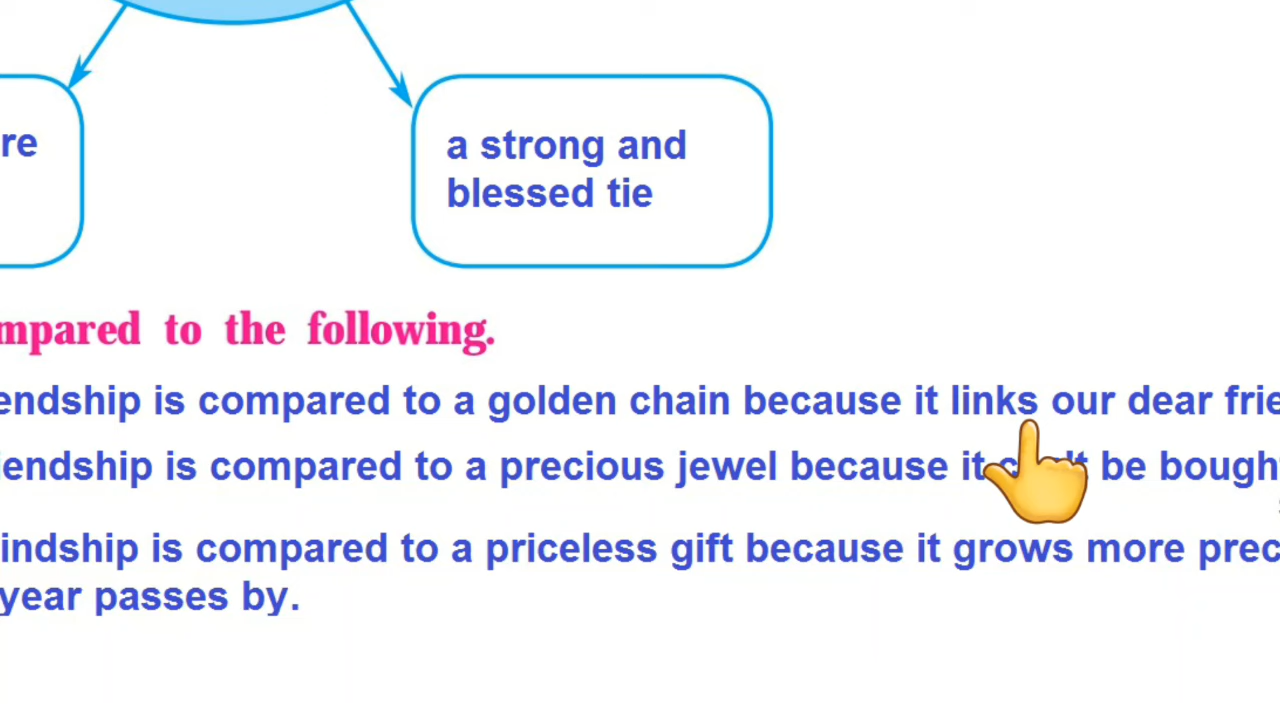 re
a strong and
blessed tie
mpared to the following.
endship is compared to a golden chain because it links our dear frie
iendship is compared to a precious jewel because it be bough
indship is compared to a priceless gift because it grows more prec
year passes by.